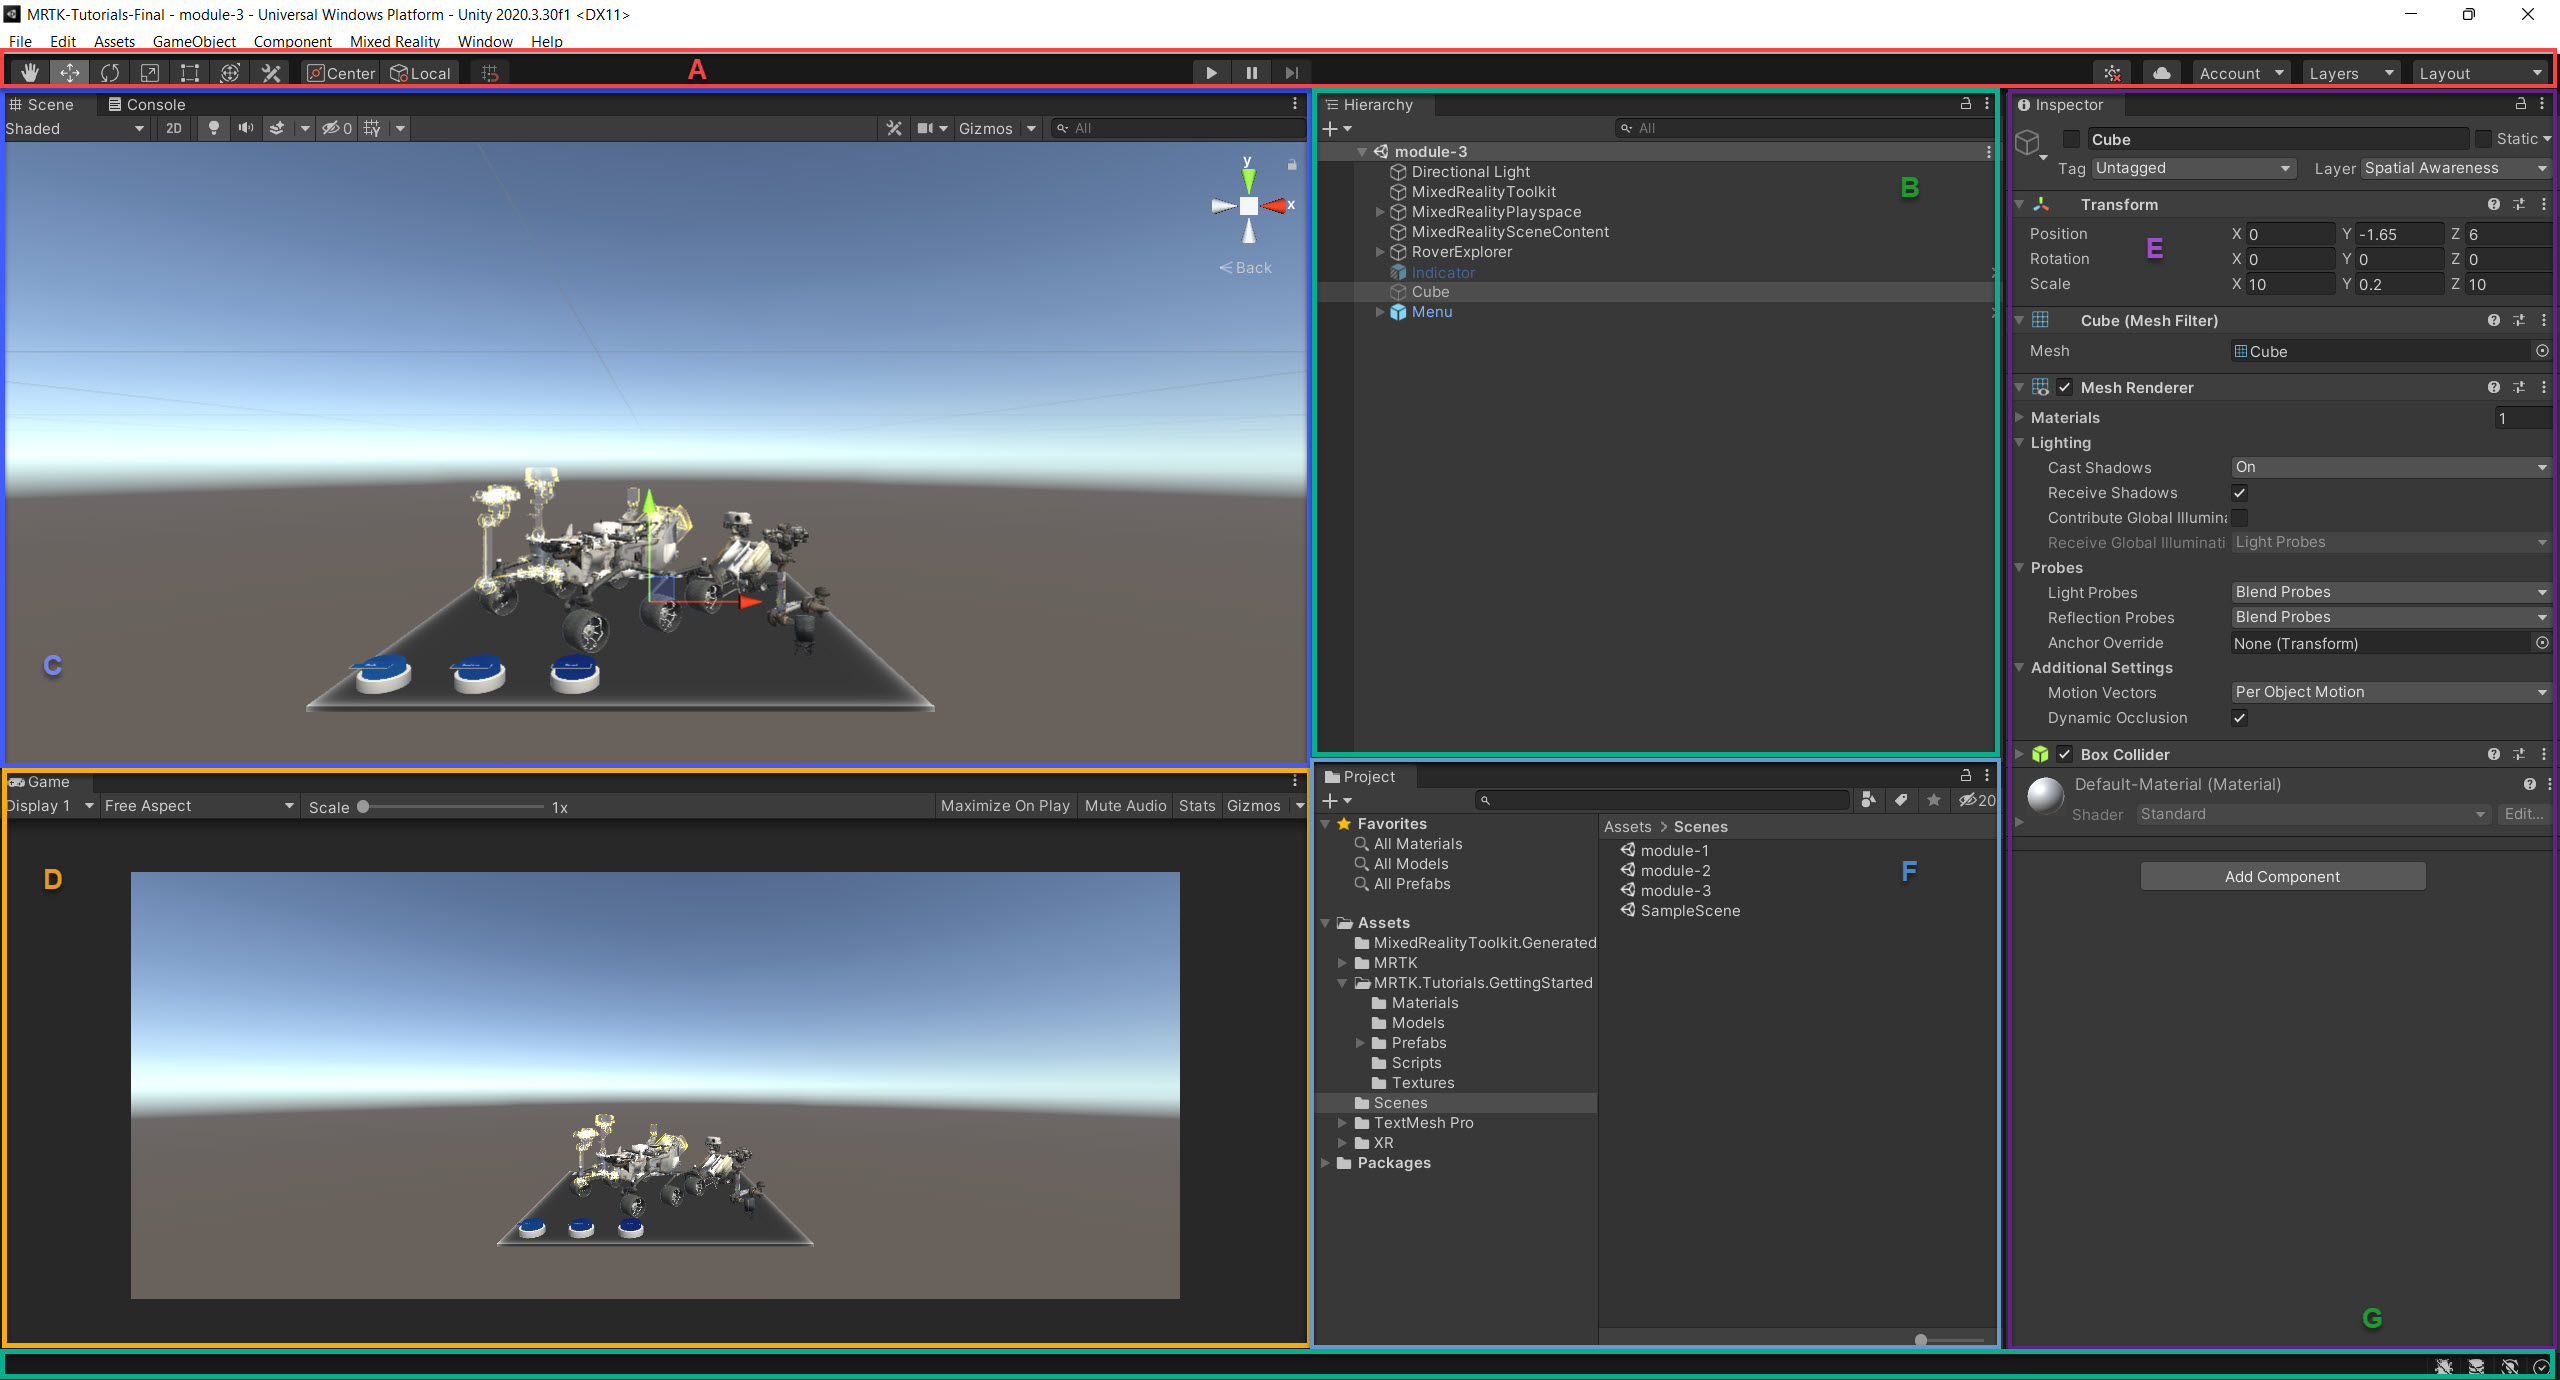 MRTK-Tutorials-Final - module-3 - Universal Windows Platform - Unity 2020.3.30f1 <DX11>
File Edit Assets GameObject Component Mixed Reality Window Help
Center Local A Account Layers Layout
Scene Console
Shaded 2D 0 Gizmos All
y
x
Back
C
Hierarchy
All
module-3
Directional Light
MixedRealityToolkit
MixedRealityPlayspace
MixedRealitySceneContent
RoverExplorer
Indicator
Cube
Menu
B
Inspector
Cube Static
Tag Untagged Layer Spatial Awareness
Transform
Position X 0 Y -1.65 Z 6
Rotation X 0 Y 0 Z 0
Scale X 10 Y 0.2 Z 10
E
Cube (Mesh Filter)
Mesh Cube
Mesh Renderer
Materials 1
Lighting
Cast Shadows On
Receive Shadows
Contribute Global Illumina
Receive Global Illuminati Light Probes
Probes
Light Probes Blend Probes
Reflection Probes Blend Probes
Anchor Override None (Transform)
Additional Settings
Motion Vectors Per Object Motion
Dynamic Occlusion
Box Collider
Default-Material (Material)
Shader Standard Edit...
Add Component
G
Game
Display 1 Free Aspect Scale 1x Maximize On Play Mute Audio Stats Gizmos
D
Project
20
Favorites
All Materials
All Models
All Prefabs
Assets
MixedRealityToolkit.Generated
MRTK
MRTK.Tutorials.GettingStarted
Materials
Models
Prefabs
Scripts
Textures
Scenes
TextMesh Pro
XR
Packages
Assets > Scenes
module-1
module-2
module-3
SampleScene
F